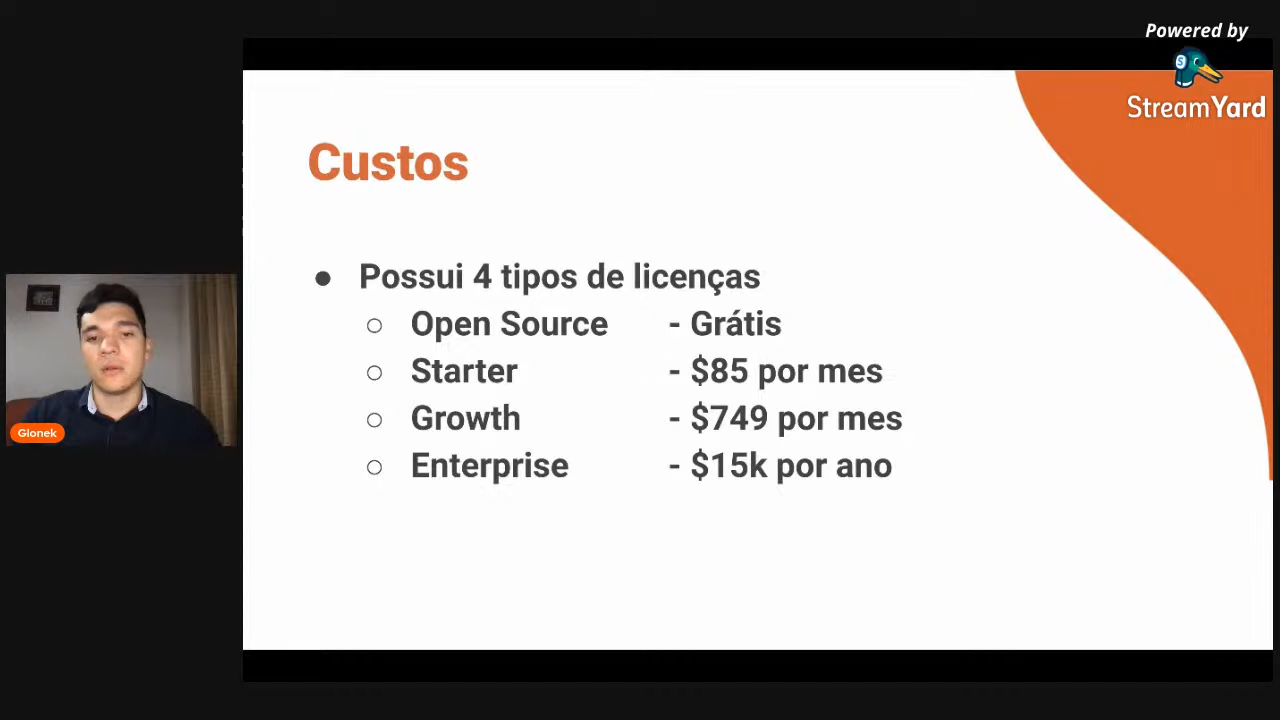 Powered by
StreamYard
Custos
● Possui 4 tipos de licenças
○ Open Source - Grátis
○ Starter - $85 por mes
○ Growth - $749 por mes
○ Enterprise - $15k por ano
Glonek